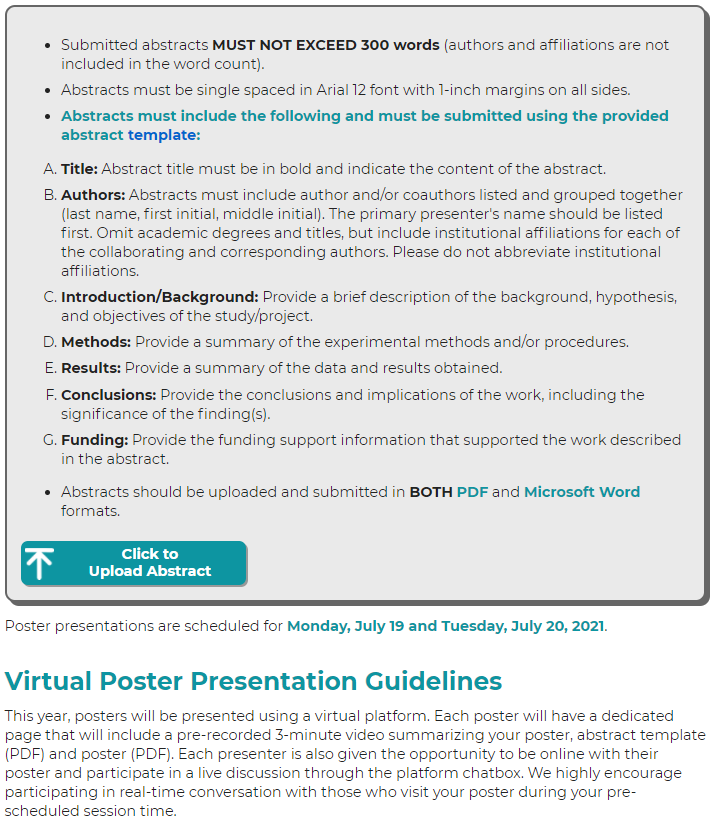 • Submitted abstracts MUST NOT EXCEED 300 words (authors and affiliations are not
included in the word count).
• Abstracts must be single spaced in Arial 12 font with 1-inch margins on all sides.
• Abstracts must include the following and must be submitted using the provided
abstract template:
A. Title: Abstract title must be in bold and indicate the content of the abstract.
B. Authors: Abstracts must include author and/or coauthors listed and grouped together
(last name, first initial, middle initial). The primary presenter's name should be listed
first. Omit academic degrees and titles, but include institutional affiliations for each of
the collaborating and corresponding authors. Please do not abbreviate institutional
affiliations.
C. Introduction/Background: Provide a brief description of the background, hypothesis,
and objectives of the study/project.
D. Methods: Provide a summary of the experimental methods and/or procedures.
E. Results: Provide a summary of the data and results obtained.
F. Conclusions: Provide the conclusions and implications of the work, including the
significance of the finding(s).
G. Funding: Provide the funding support information that supported the work described
in the abstract.
• Abstracts should be uploaded and submitted in BOTH PDF and Microsoft Word
formats.
Click to
Upload Abstract
Poster presentations are scheduled for Monday, July 19 and Tuesday, July 20, 2021.
Virtual Poster Presentation Guidelines
This year, posters will be presented using a virtual platform. Each poster will have a dedicated
page that will include a pre-recorded 3-minute video summarizing your poster, abstract template
(PDF) and poster (PDF). Each presenter is also given the opportunity to be online with their
poster and participate in a live discussion through the platform chatbox. We highly encourage
participating in real-time conversation with those who visit your poster during your pre-
scheduled session time.